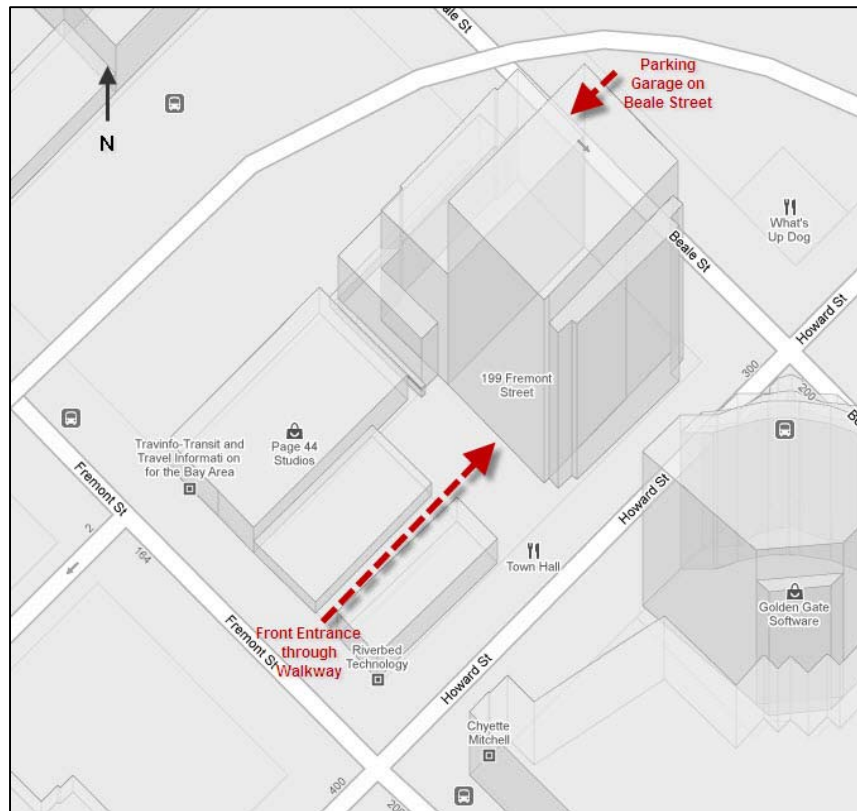 Beale St
Parking
Garage on
Beale Street
N
What's
Up Dog
Beale St
Howard St
300
200
199 Fremont
Street
Page 44
Studios
Travinfo-Transit and
Travel Informati on
for the Bay Area
Fremont St
2
164
Howard St
Town Hall
Golden Gate
Software
Front Entrance
through
Walkway
Fremont St
Riverbed
Technology
Howard St
Chyette
Mitchell
400